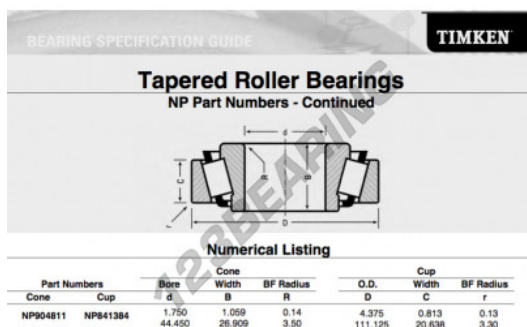 BEARING SPECIFICATION GUIDE
TIMKEN
Tapered Roller Bearings
NP Part Numbers - Continued
d
R
B
C
r
D
123BEARING
Numerical Listing
Cone Cup
Part Numbers Bore Width BF Radius O.D. Width BF Radius
Cone Cup d B R D C r
NP904811 NP841384 1.750 1.059 0.14 4.375 0.813 0.13
44.450 26.909 3.50 111.125 20.638 3.30